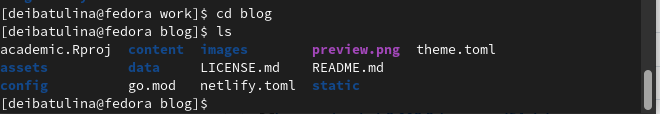 [deibatulina@fedora work]$ cd blog
[deibatulina@fedora blog]$ ls
academic.Rproj  content  images       preview.png  theme.toml
assets          data     LICENSE.md   README.md
config          go.mod   netlify.toml static
[deibatulina@fedora blog]$